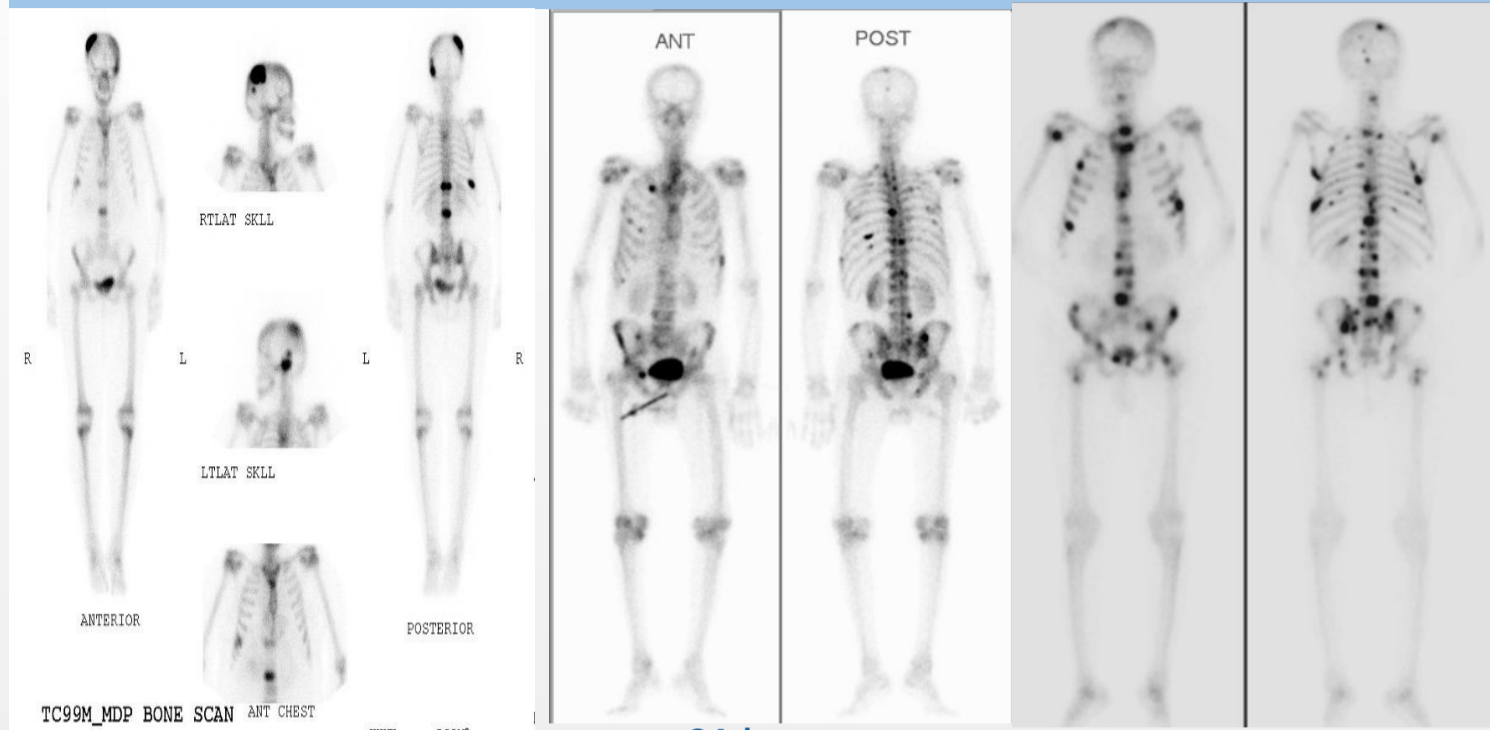 ANT
POST
RTLAT SKLL
R
L
L
R
LTLAT SKLL
ANTERIOR
POSTERIOR
TC99M_MDP BONE SCAN
ANT CHEST